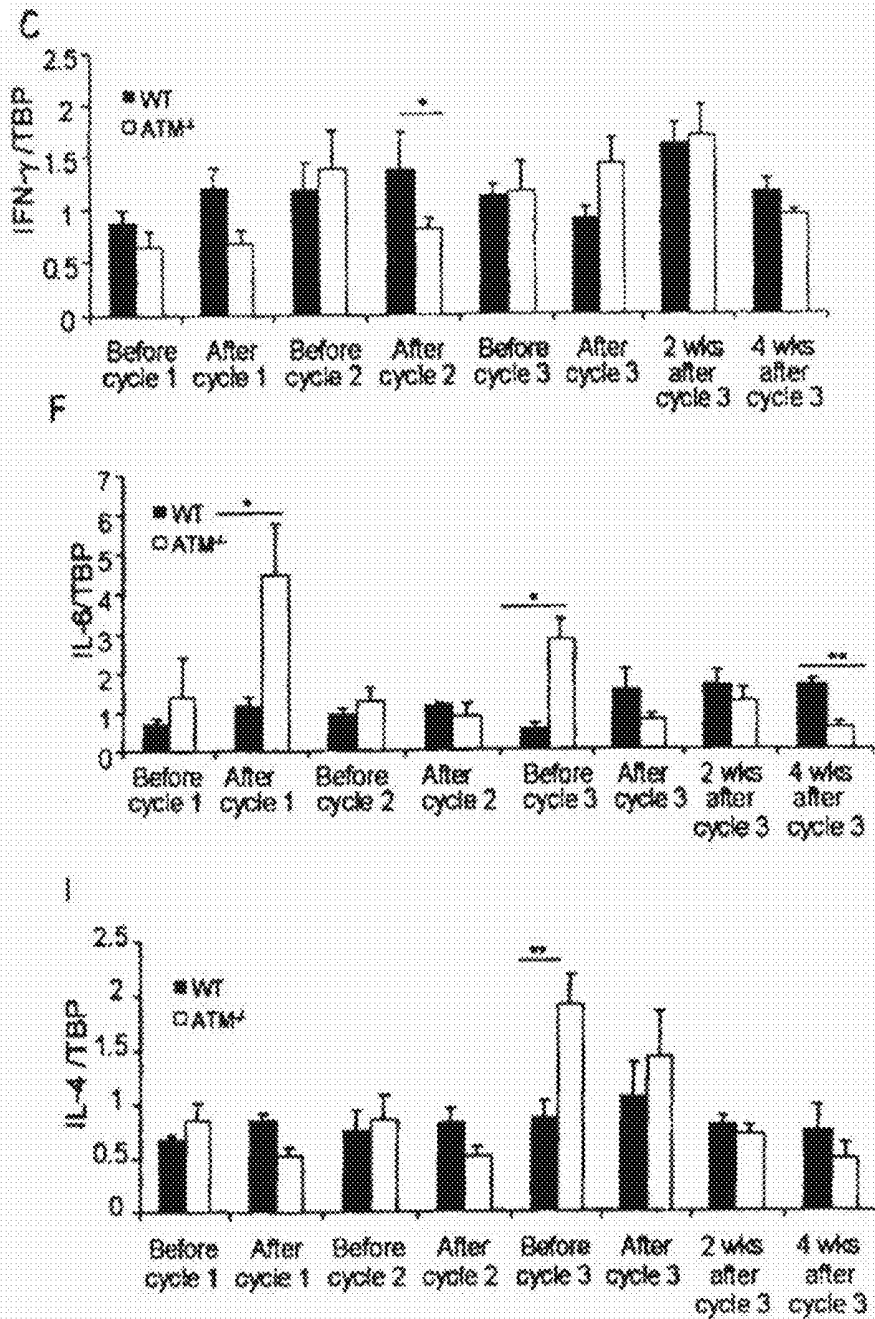 C
IFN-γ/TBP
2.5
2
1.5
1
0.5
0
WT
ATM-/-
*
Before cycle 1
After cycle 1
Before cycle 2
After cycle 2
Before cycle 3
After cycle 3
2 wks after cycle 3
4 wks after cycle 3
F
IL-6/TBP
7
6
5
4
3
2
1
0
WT
ATM-/-
*
*
**
Before cycle 1
After cycle 1
Before cycle 2
After cycle 2
Before cycle 3
After cycle 3
2 wks after cycle 3
4 wks after cycle 3
I
IL-4/TBP
2.5
2
1.5
1
0.5
0
WT
ATM-/-
**
Before cycle 1
After cycle 1
Before cycle 2
After cycle 2
Before cycle 3
After cycle 3
2 wks after cycle 3
4 wks after cycle 3